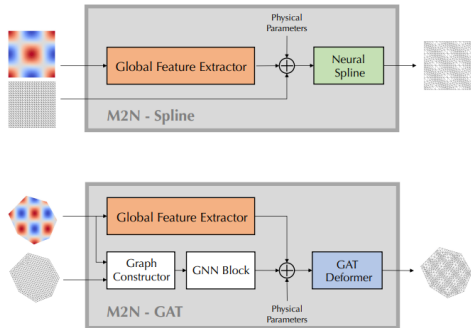 Physical
Parameters
Global Feature Extractor
Neural
Spline
M2N - Spline
Global Feature Extractor
Graph
Constructor
GNN Block
GAT
Deformer
Physical
Parameters
M2N - GAT